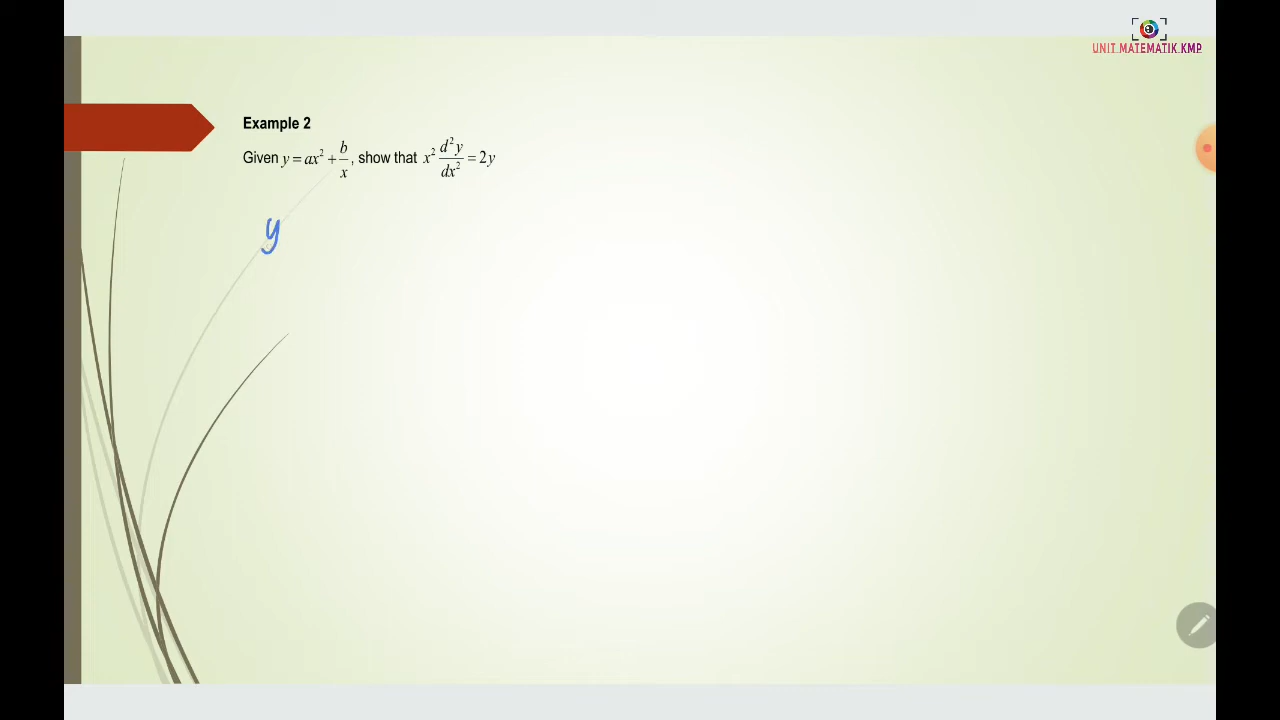 UNIT MATEMATIK.KMP
Example 2
Given y = ax² + b/x, show that x² d²y/dx² = 2y
y